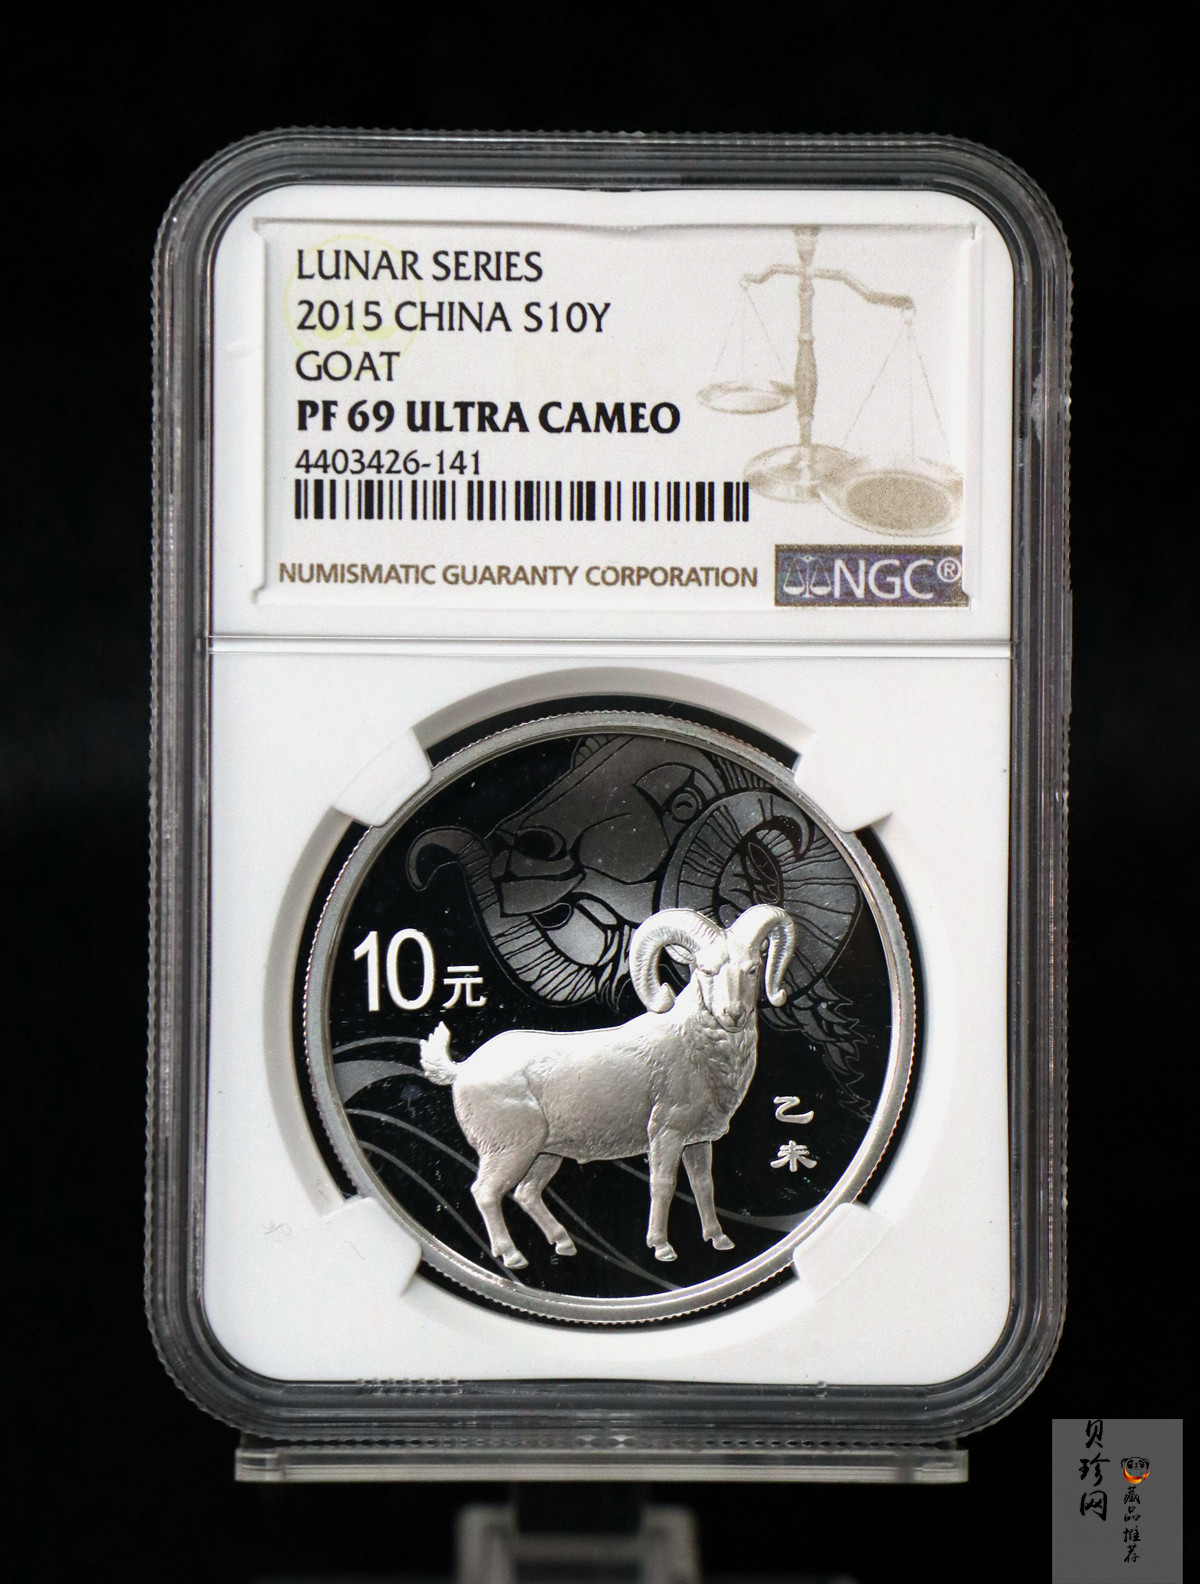 LUNAR SERIES
2015 CHINA S10Y
GOAT
PF 69 ULTRA CAMEO
4403426-141
NUMISMATIC GUARANTY CORPORATION
NGC®
10元
乙
未
贝珍网
藏品推荐